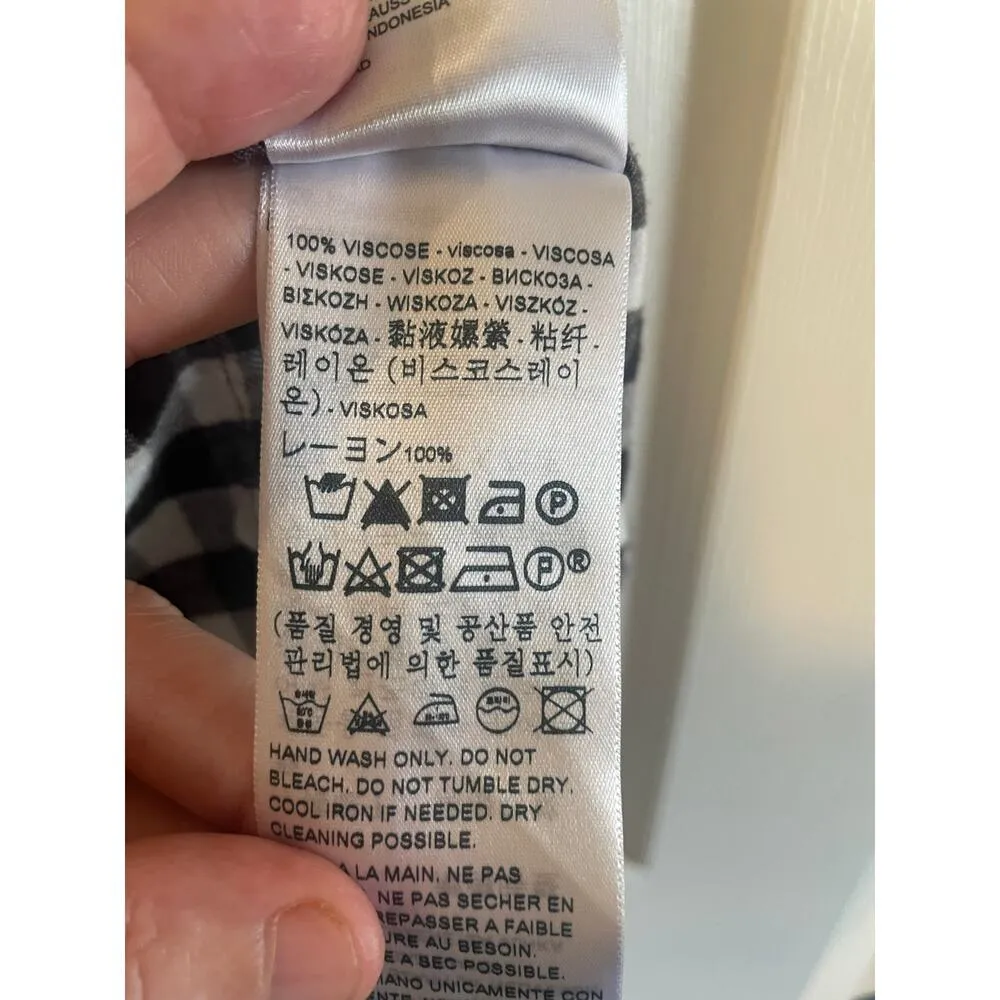 INDONESIA
100% VISCOSE - viscosa - VISCOSA
- VISKOSE - VİSKOZ - ВИСКОЗА -
ΒΙΣΚΟΖΗ - WISKOZA - VISZKÓZ -
VISKÓZA - 黏液嫘縈 - 粘纤 -
레이온 (비스코스레이
온) - VISKOSA
レーヨン100%
P
P®
(품질 경영 및 공산품 안전
관리법에 의한 품질표시)
HAND WASH ONLY. DO NOT
BLEACH. DO NOT TUMBLE DRY.
COOL IRON IF NEEDED. DRY
CLEANING POSSIBLE.
A LA MAIN. NE PAS
NE PAS SECHER EN
REPASSER A FAIBLE
AU BESOIN.
A SEC POSSIBLE.
UNICAMENTE CON